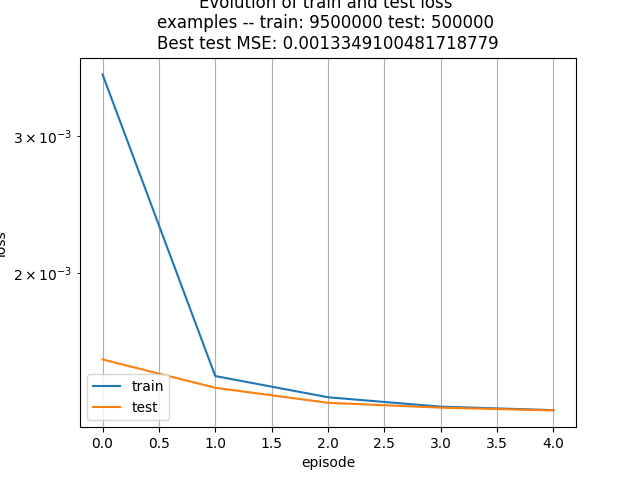 Evolution of train and test loss
examples -- train: 9500000 test: 500000
Best test MSE: 0.0013349100481718779
3 × 10⁻³
2 × 10⁻³
loss
train
test
0.0 0.5 1.0 1.5 2.0 2.5 3.0 3.5 4.0
episode